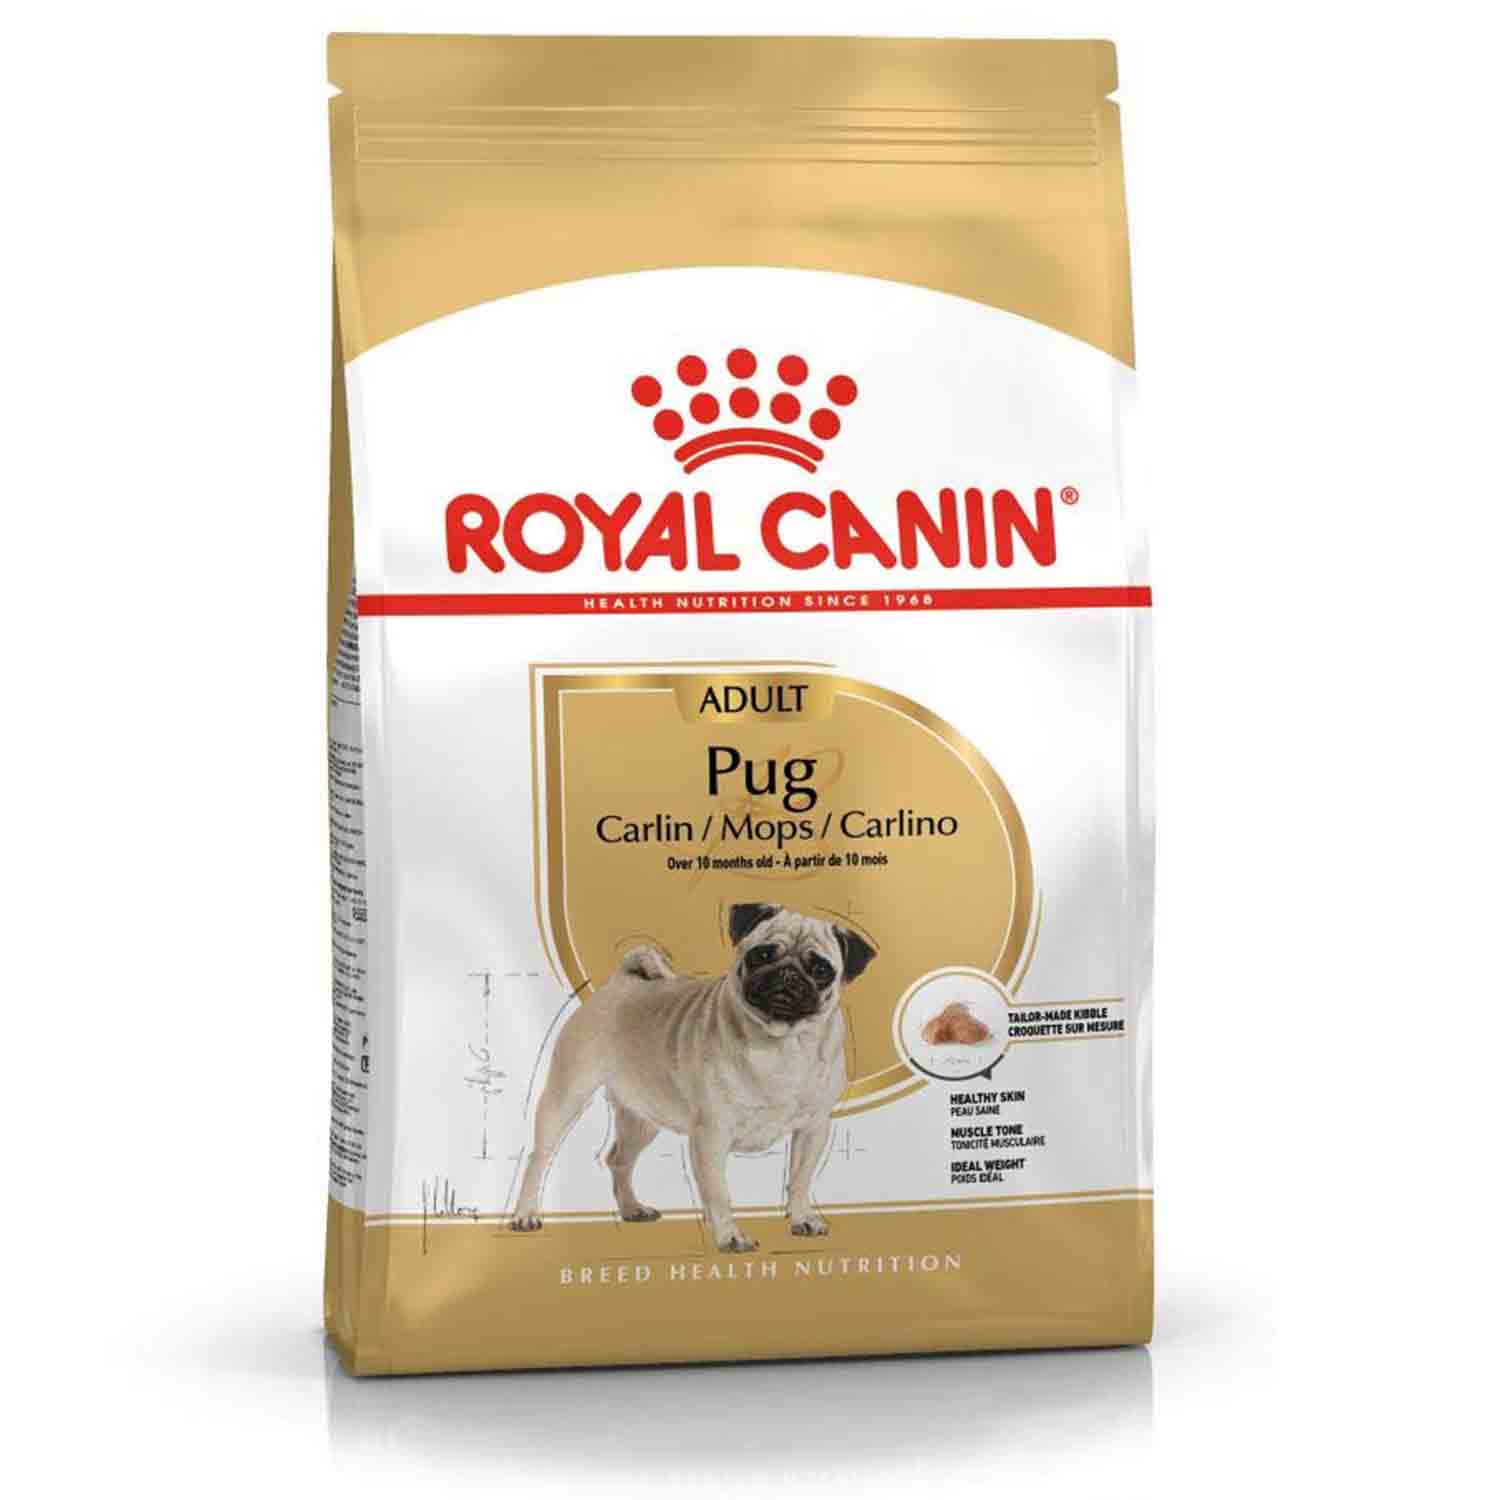 ROYAL CANIN®
HEALTH NUTRITION SINCE 1968
ADULT
Pug
Carlin / Mops / Carlino
Over 10 months old - À partir de 10 mois
TAILOR-MADE KIBBLE
CROQUETTE SUR MESURE
HEALTHY SKIN
PEAU SAINE
MUSCLE TONE
TONICITÉ MUSCULAIRE
IDEAL WEIGHT
POIDS IDÉAL
BREED HEALTH NUTRITION